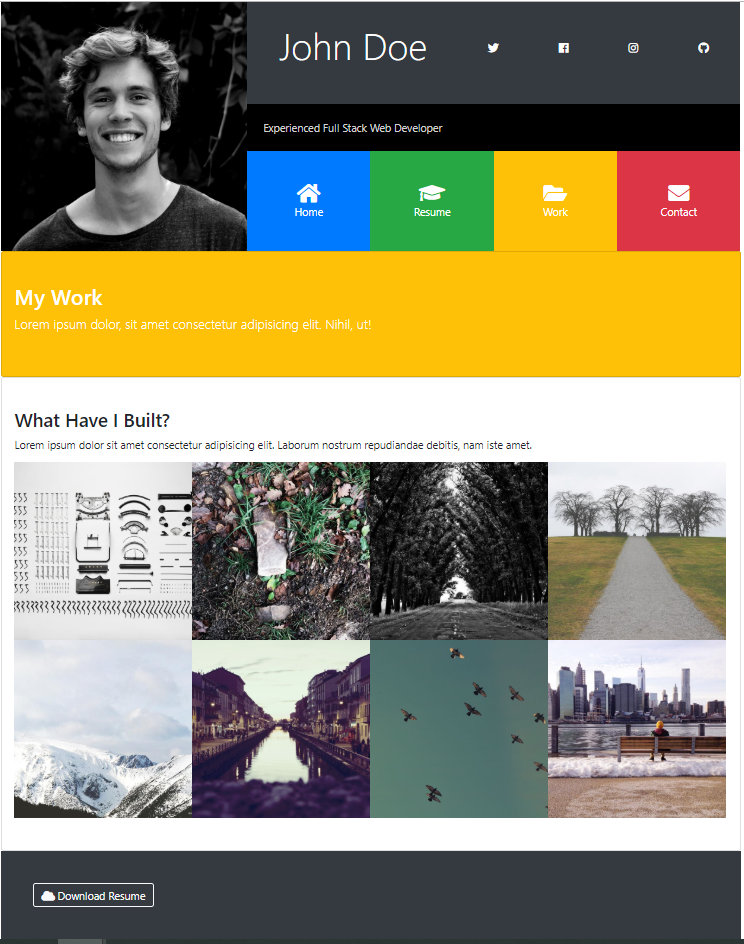 John Doe
Experienced Full Stack Web Developer
Home
Resume
Work
Contact
My Work
Lorem ipsum dolor, sit amet consectetur adipisicing elit. Nihil, ut!
What Have I Built?
Lorem ipsum dolor sit amet consectetur adipisicing elit. Laborum nostrum repudiandae debitis, nam iste amet.
Download Resume